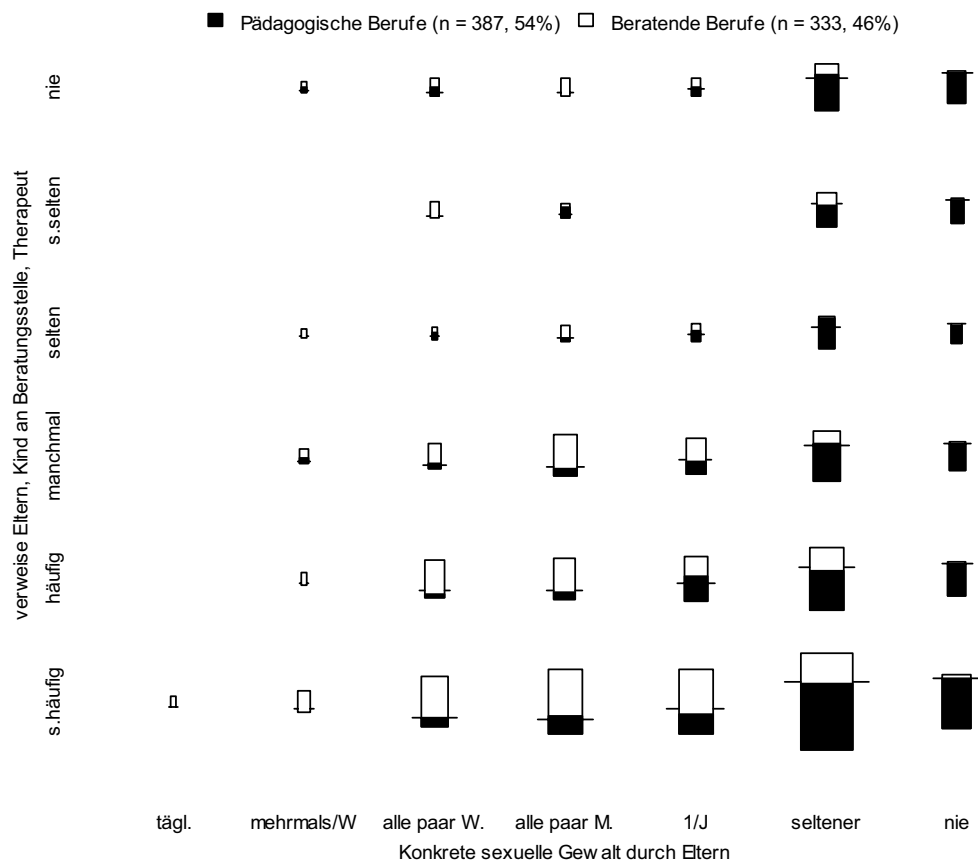 Pädagogische Berufe (n = 387, 54%) Beratende Berufe (n = 333, 46%)
verweise Eltern, Kind an Beratungsstelle, Therapeut
nie
s.selten
selten
manchmal
häufig
s.häufig
tägl. mehrmals/W alle paar W. alle paar M. 1/J seltener nie
Konkrete sexuelle Gewalt durch Eltern